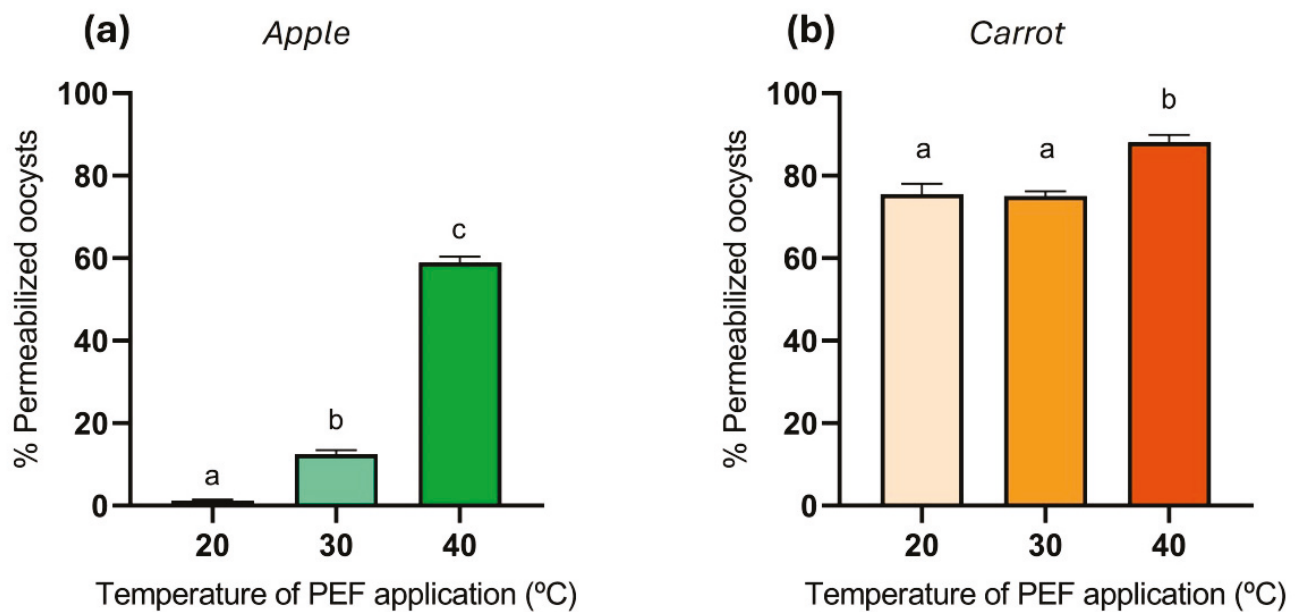 (a) Apple
100
80
60
40
20
0
% Permeabilized oocysts
a
b
c
20 30 40
Temperature of PEF application (ºC)
(b) Carrot
100
80
60
40
20
0
% Permeabilized oocysts
a
a
b
20 30 40
Temperature of PEF application (ºC)